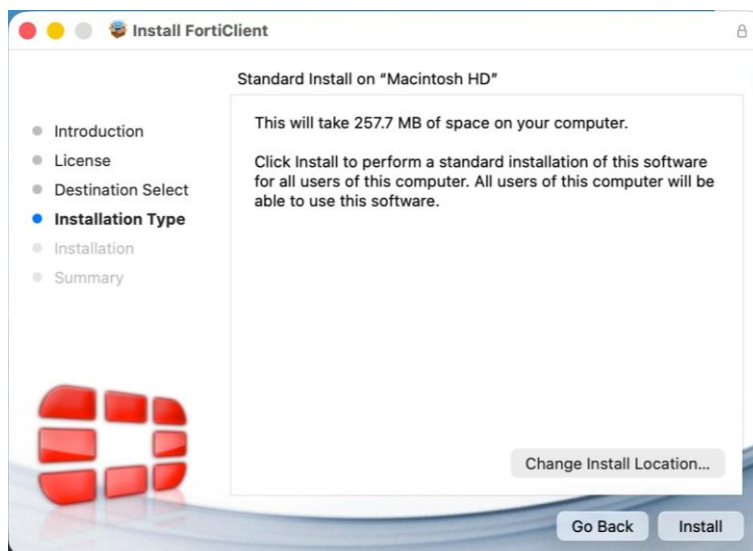 Install FortiClient
Standard Install on “Macintosh HD”
Introduction
License
Destination Select
Installation Type
Installation
Summary
This will take 257.7 MB of space on your computer.
Click Install to perform a standard installation of this software
for all users of this computer. All users of this computer will be
able to use this software.
Change Install Location...
Go Back
Install